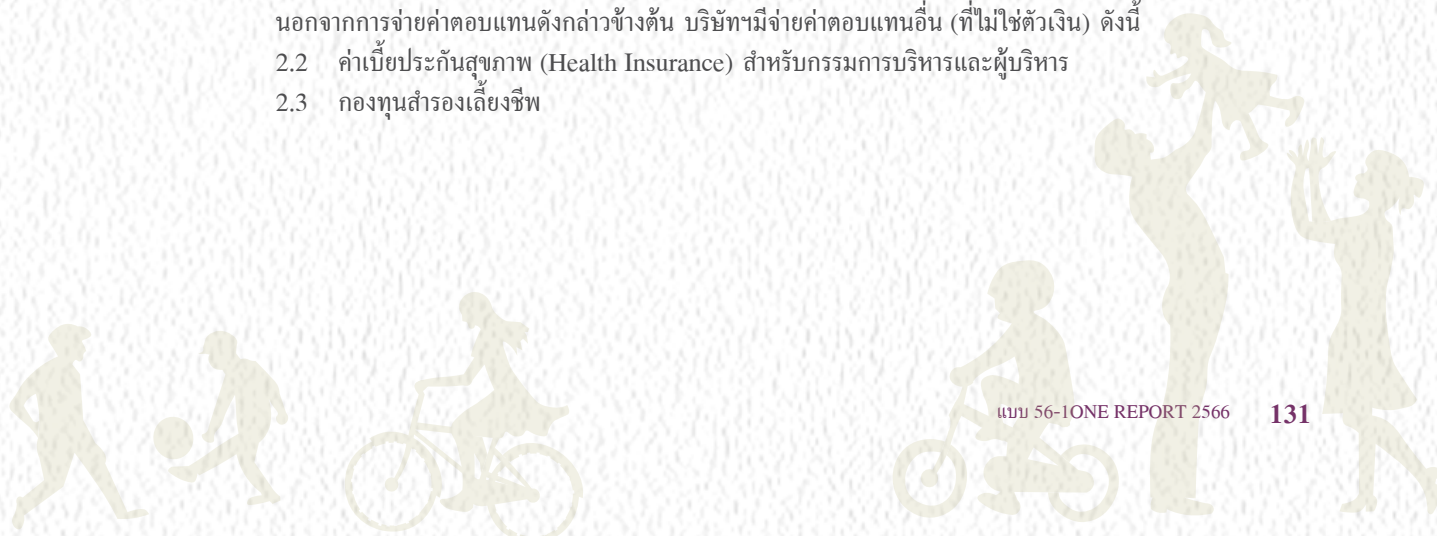 นอกจากการจ่ายค่าตอบแทนดังกล่าวข้างต้น บริษัทฯมีจ่ายค่าตอบแทนอื่น (ที่ไม่ใช่ตัวเงิน) ดังนี้
2.2 ค่าเบี้ยประกันสุขภาพ (Health Insurance) สำหรับกรรมการบริหารและผู้บริหาร
2.3 กองทุนสำรองเลี้ยงชีพ
แบบ 56-1ONE REPORT 2566 131